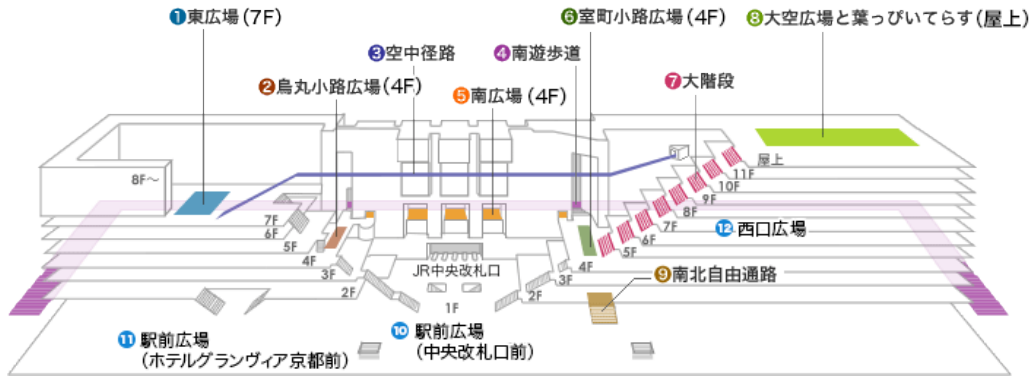 ❶東広場(7F)
❻室町小路広場(4F)
❽大空広場と葉っぴいてらす(屋上)
❸空中径路
❹南遊歩道
❷烏丸小路広場(4F)
❺南広場(4F)
❼大階段
屋上
8F～
11F
10F
9F
8F
7F
6F
5F
4F
3F
2F
7F
6F
5F
4F
3F
2F
⓬西口広場
JR中央改札口
1F
❾南北自由通路
⓫駅前広場
(ホテルグランヴィア京都前)
❿駅前広場
(中央改札口前)